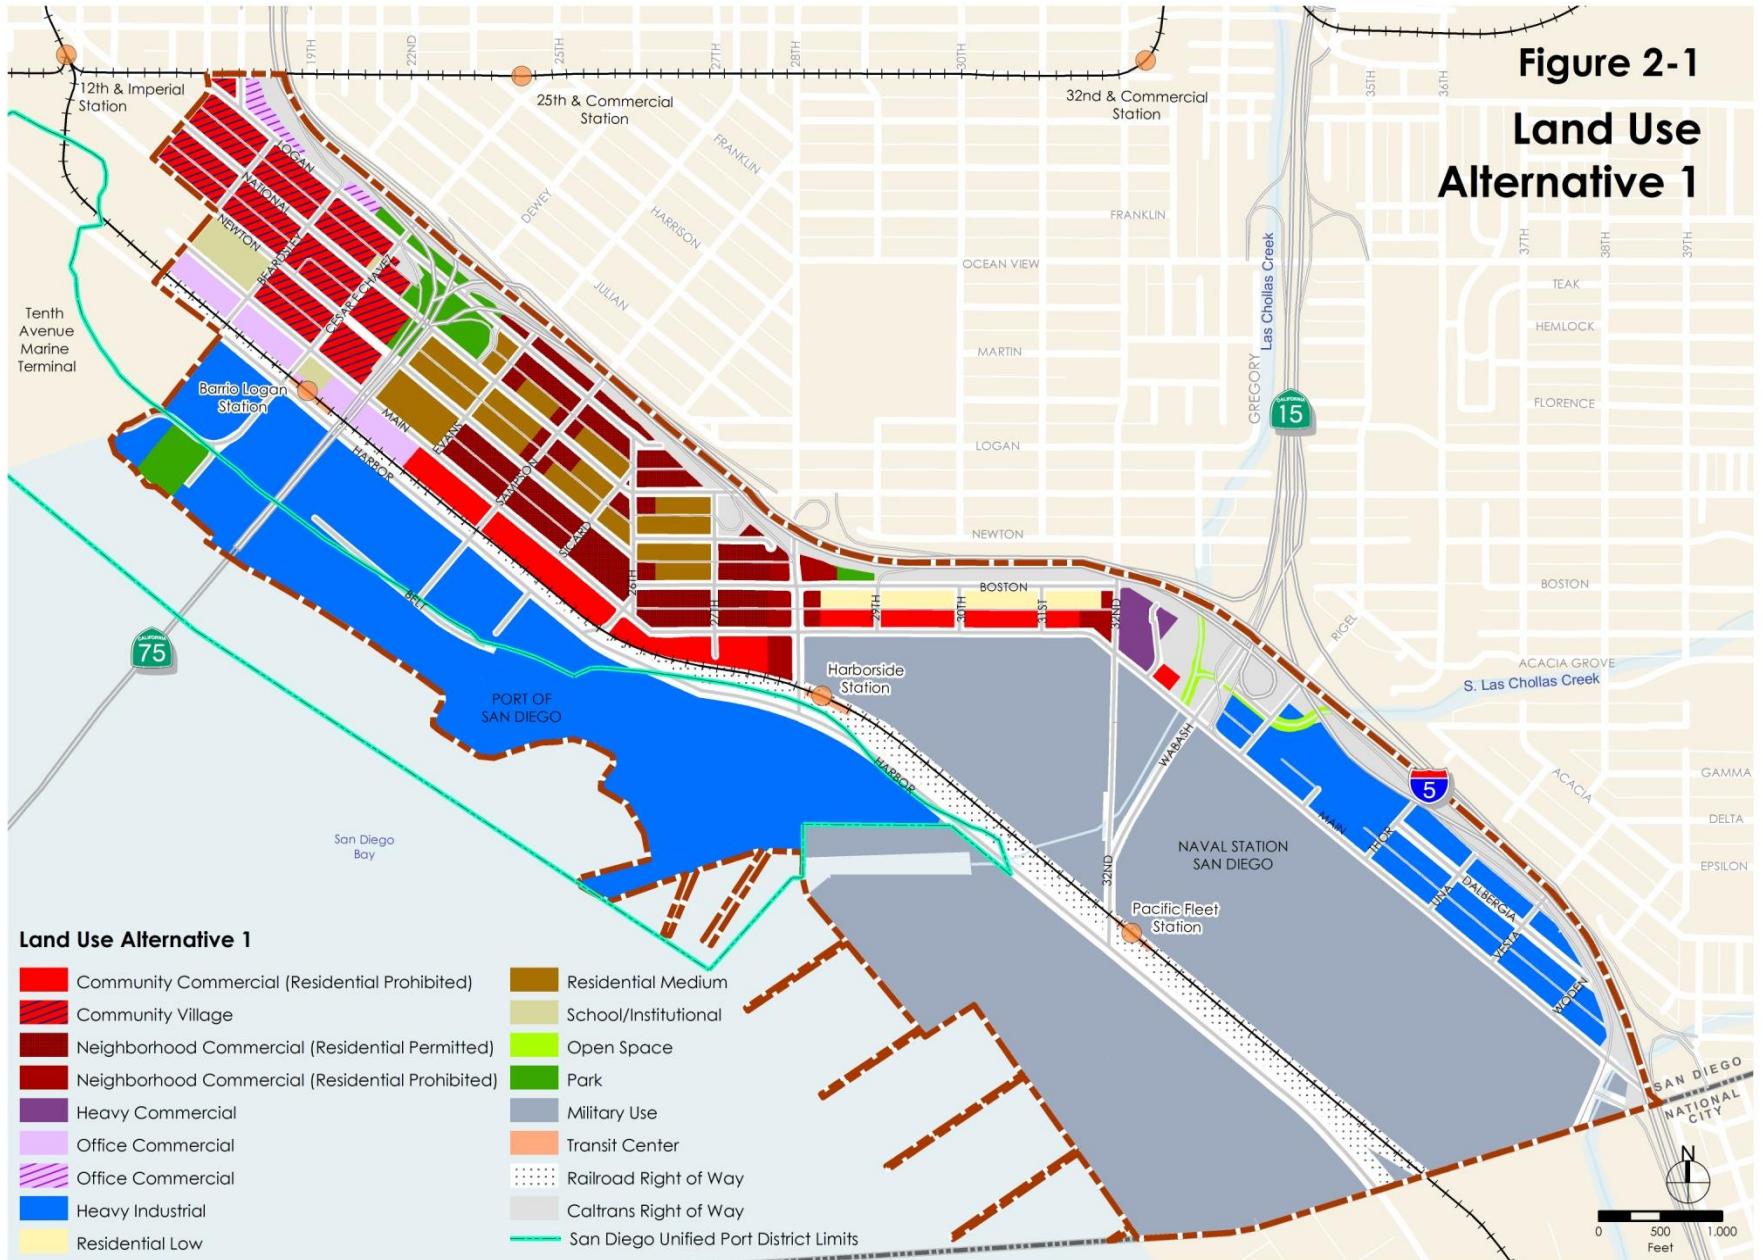 Figure 2-1
Land Use
Alternative 1
19TH
22ND
25TH
27TH
28TH
30TH
35TH
36TH
12th & Imperial
Station
25th & Commercial
Station
32nd & Commercial
Station
FRANKLIN
DEWEY
HARRISON
JULIAN
FRANKLIN
OCEAN VIEW
MARTIN
LOGAN
NEWTON
GREGORY
Las Chollas Creek
CALIFORNIA
15
37TH
38TH
39TH
TEAK
HEMLOCK
FLORENCE
BOSTON
RIGEL
ACACIA GROVE
S. Las Chollas Creek
ACACIA
GAMMA
DELTA
EPSILON
LOGAN
NATIONAL
NEWTON
BEARDSLEY
CESAR E CHAVEZ
Tenth
Avenue
Marine
Terminal
Barrio Logan
Station
MAIN
HARBOR
EVANS
SAMPSON
SICARD
26TH
27TH
BELT
BOSTON
29TH
30TH
31ST
32ND
CALIFORNIA
75
PORT OF
SAN DIEGO
Harborside
Station
HARBOR
WABASH
32ND
NAVAL STATION
SAN DIEGO
Pacific Fleet
Station
5
MAIN
THOR
UNA
DALBERGIA
VESTA
WODEN
San Diego
Bay
SAN DIEGO
NATIONAL
CITY
Land Use Alternative 1
Community Commercial (Residential Prohibited)
Community Village
Neighborhood Commercial (Residential Permitted)
Neighborhood Commercial (Residential Prohibited)
Heavy Commercial
Office Commercial
Office Commercial
Heavy Industrial
Residential Low
Residential Medium
School/Institutional
Open Space
Park
Military Use
Transit Center
Railroad Right of Way
Caltrans Right of Way
San Diego Unified Port District Limits
N
0 500 1,000
Feet